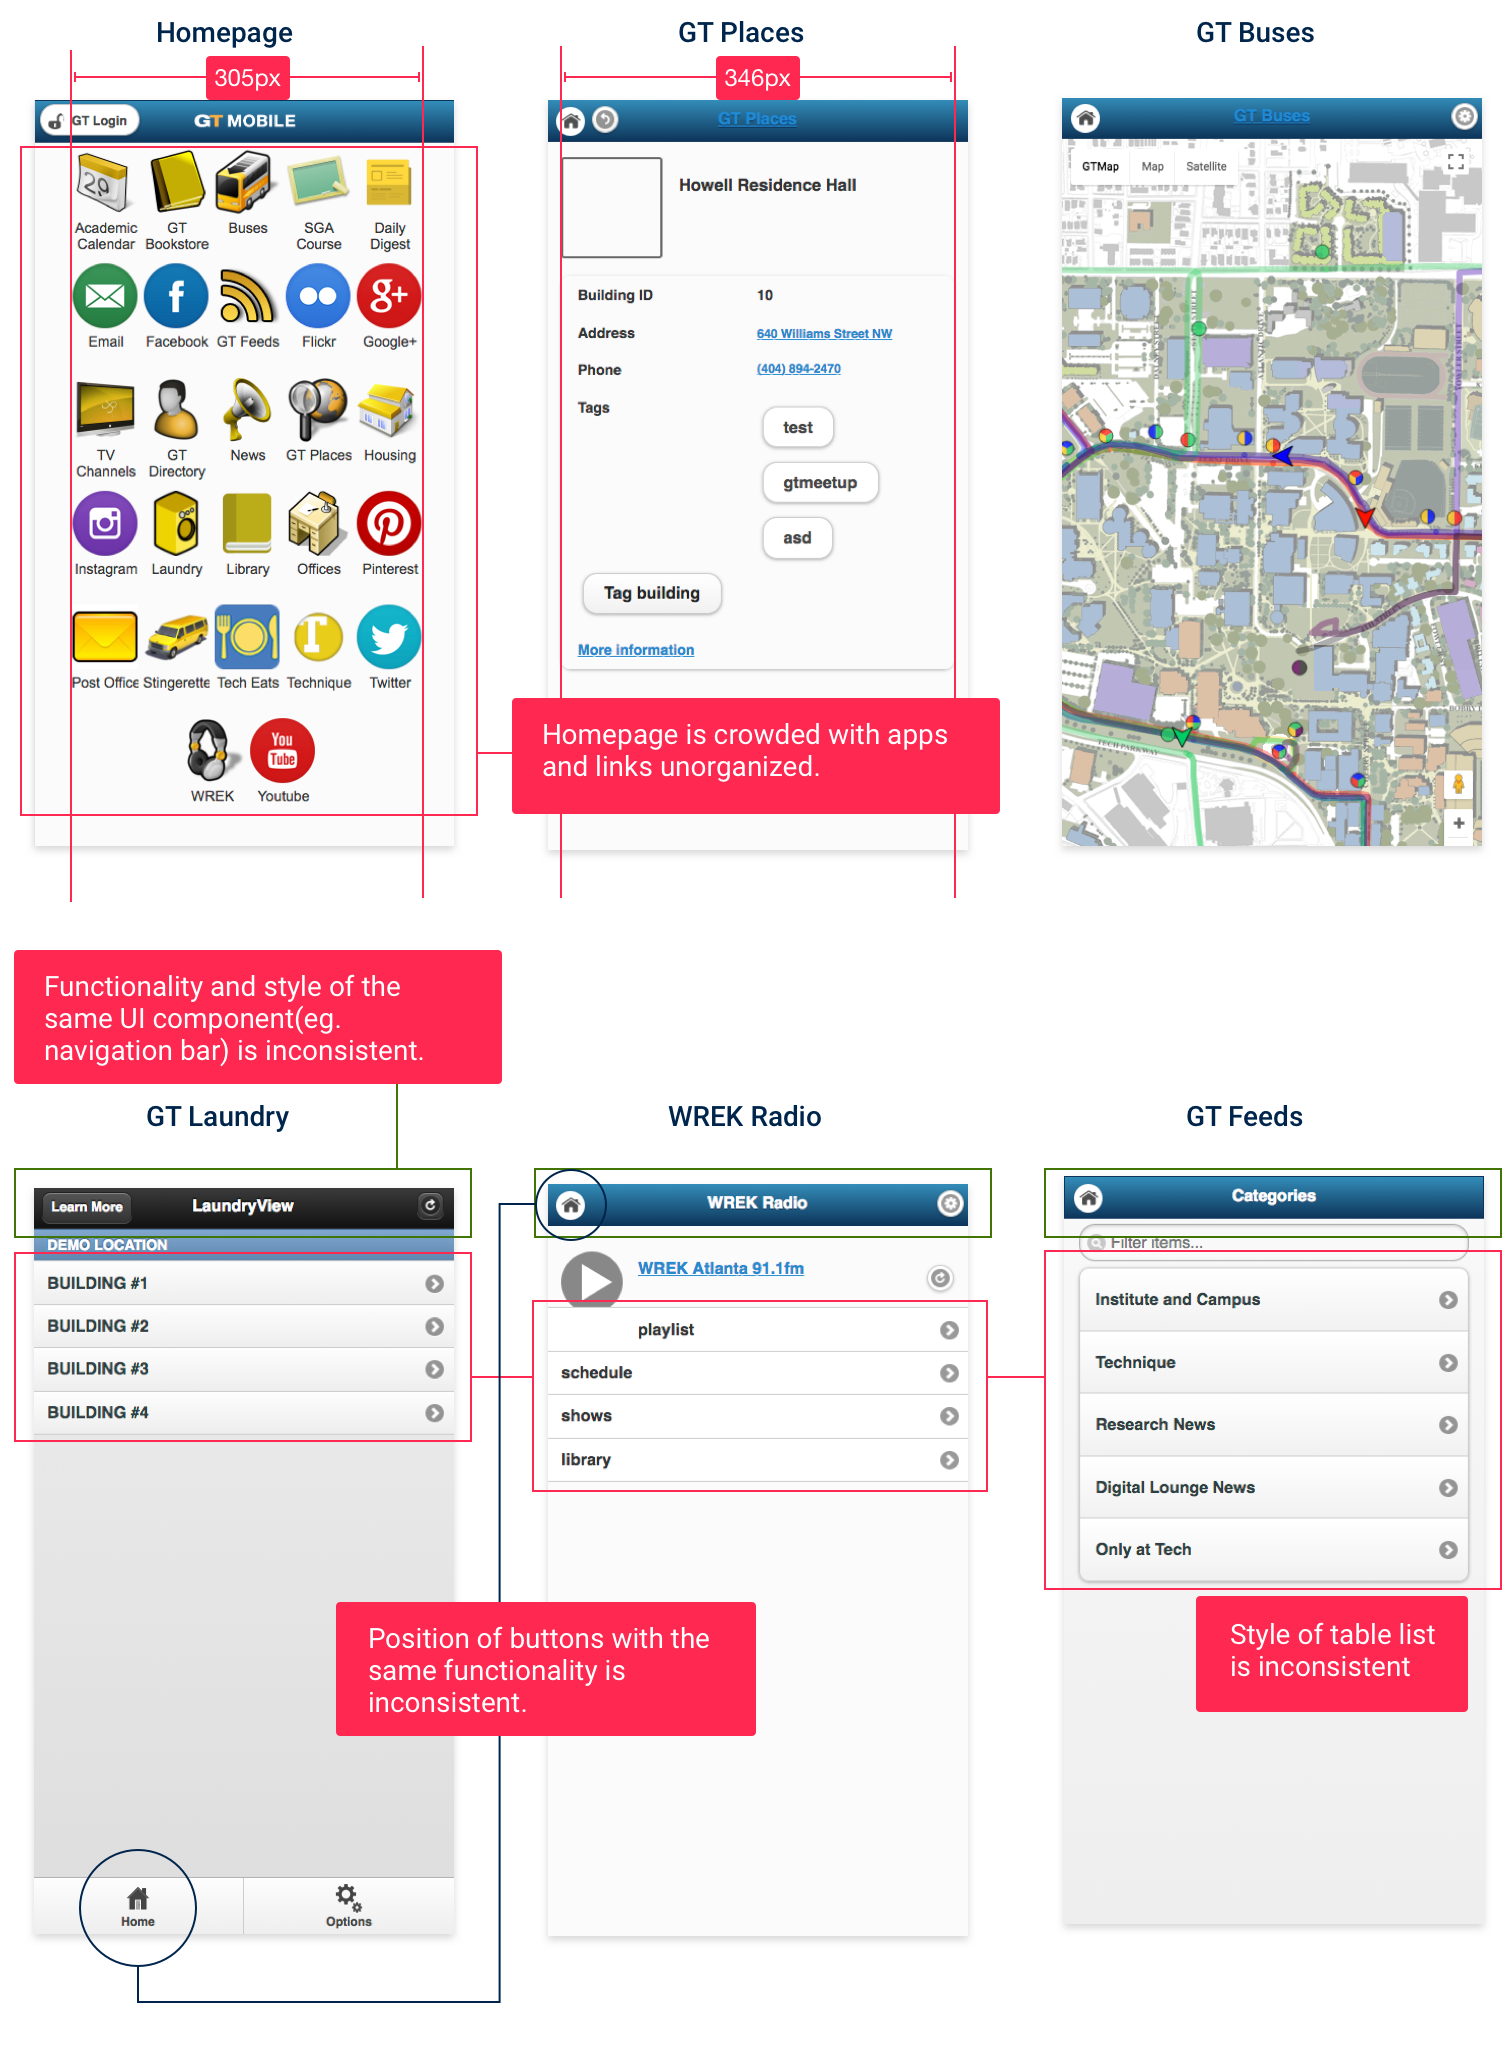 Homepage
GT Places
GT Buses
305px
346px
GT Login
GT MOBILE
GT Places
GT Buses
29
Academic Calendar
GT Bookstore
Buses
SGA Course
Daily Digest
Email
Facebook
GT Feeds
Flickr
g+
Google+
TV Channels
GT Directory
News
GT Places
Housing
Instagram
Laundry
Library
Offices
Pinterest
Post Office
Stingerette
Tech Eats
T
Technique
Twitter
WREK
You
Tube
Youtube
Howell Residence Hall
Building ID
10
Address
640 Williams Street NW
Phone
(404) 894-2470
Tags
test
gtmeetup
asd
Tag building
More information
GTMap
Map
Satellite
FERST DRIVE
TECH PARKWAY
+
Homepage is crowded with apps
and links unorganized.
Functionality and style of the
same UI component(eg.
navigation bar) is inconsistent.
GT Laundry
WREK Radio
GT Feeds
Learn More
LaundryView
DEMO LOCATION
BUILDING #1
BUILDING #2
BUILDING #3
BUILDING #4
Home
Options
WREK Radio
WREK Atlanta 91.1fm
playlist
schedule
shows
library
Categories
Filter items...
Institute and Campus
Technique
Research News
Digital Lounge News
Only at Tech
Position of buttons with the
same functionality is
inconsistent.
Style of table list
is inconsistent